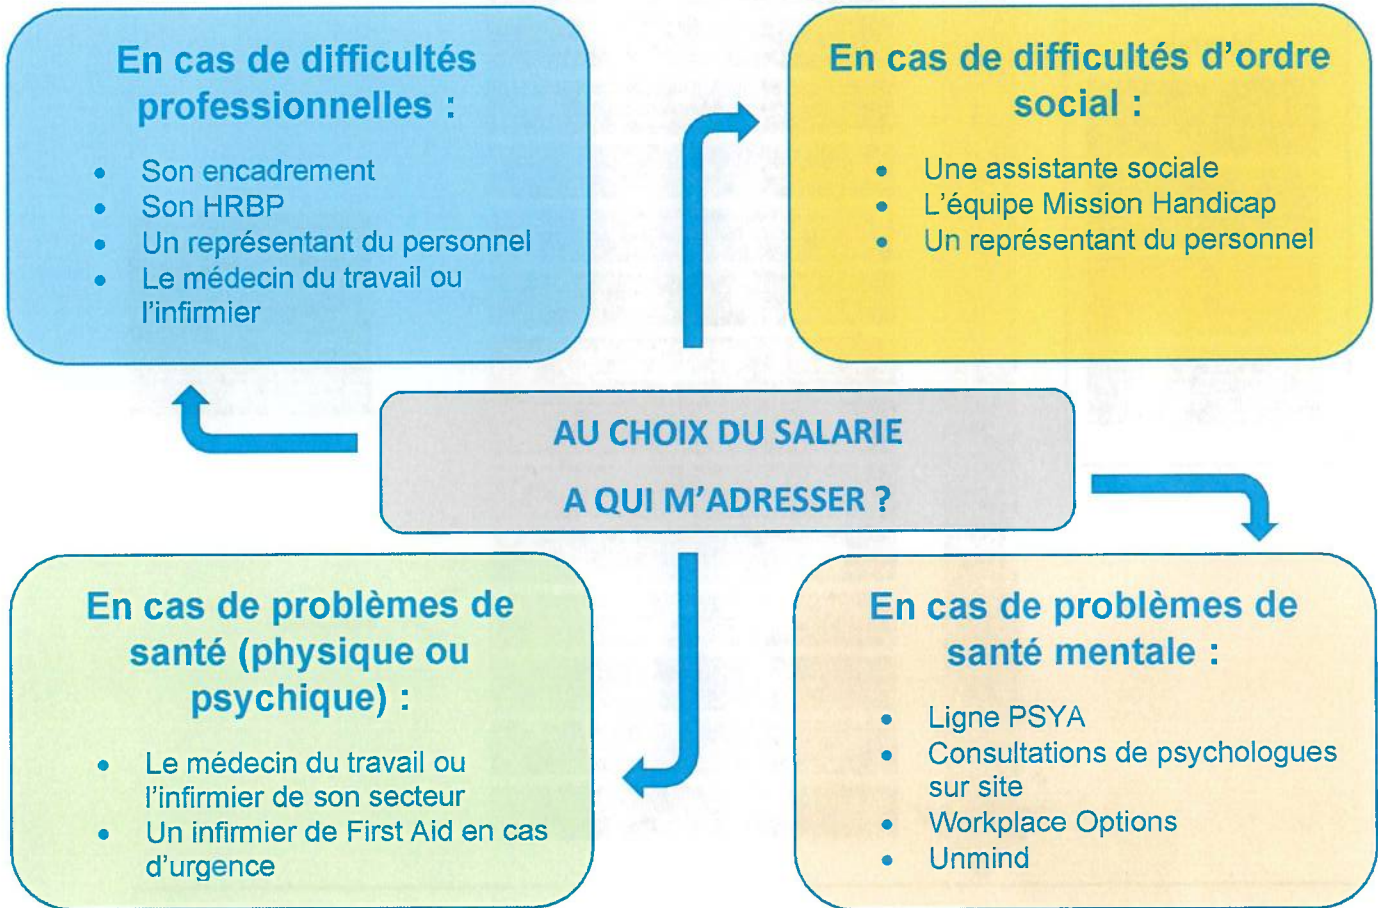 En cas de difficultés
professionnelles :
• Son encadrement
• Son HRBP
• Un représentant du personnel
• Le médecin du travail ou
l'infirmier
En cas de difficultés d'ordre
social :
• Une assistante sociale
• L'équipe Mission Handicap
• Un représentant du personnel
AU CHOIX DU SALARIE
A QUI M'ADRESSER ?
En cas de problèmes de
santé (physique ou
psychique) :
• Le médecin du travail ou
l'infirmier de son secteur
• Un infirmier de First Aid en cas
d'urgence
En cas de problèmes de
santé mentale :
• Ligne PSYA
• Consultations de psychologues
sur site
• Workplace Options
• Unmind